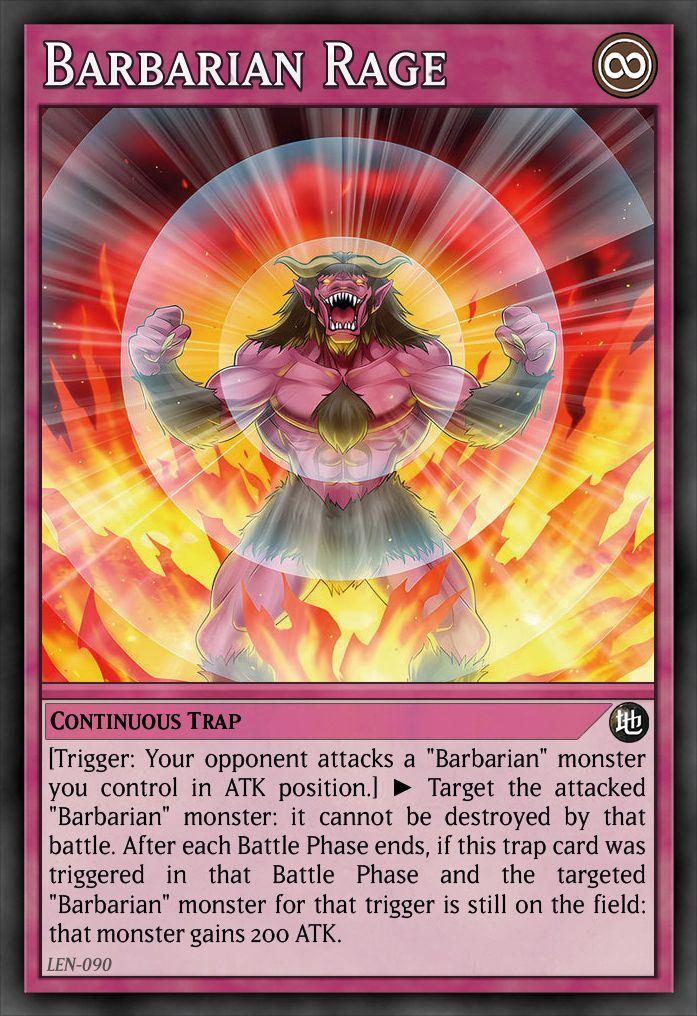 Barbarian Rage
Continuous Trap
地
[Trigger: Your opponent attacks a "Barbarian" monster
you control in ATK position.] ► Target the attacked
"Barbarian" monster: it cannot be destroyed by that
battle. After each Battle Phase ends, if this trap card was
triggered in that Battle Phase and the targeted
"Barbarian" monster for that trigger is still on the field:
that monster gains 200 ATK.
LEN-090